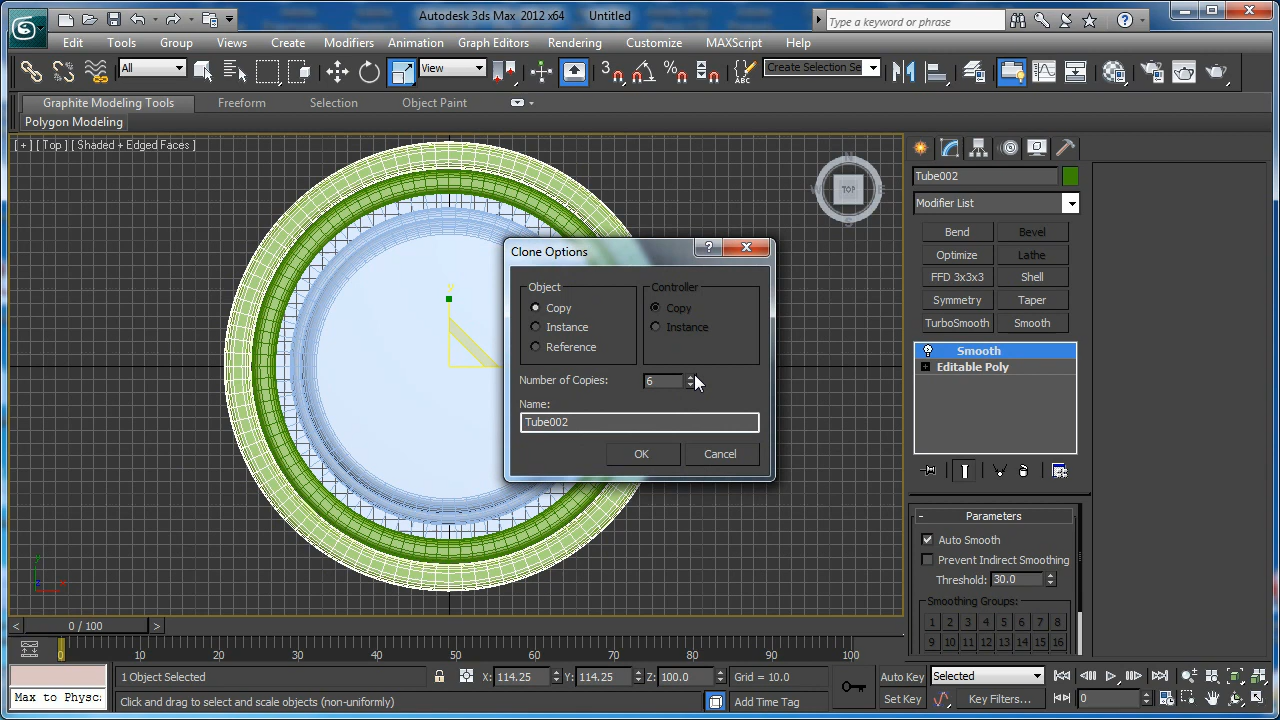 Autodesk 3ds Max 2012 x64 Untitled
Type a keyword or phrase
Edit Tools Group Views Create Modifiers Animation Graph Editors Rendering Customize MAXScript Help
All
View
Create Selection Se
Graphite Modeling Tools Freeform Selection Object Paint
Polygon Modeling
[ + ] [ Top ] [ Shaded + Edged Faces ]
TOP
Tube002
Modifier List
Bend Bevel
Optimize Lathe
FFD 3x3x3 Shell
Symmetry Taper
TurboSmooth Smooth
Smooth
Editable Poly
Clone Options
Object Controller
Copy Copy
Instance Instance
Reference
Number of Copies: 6
Name:
Tube002
OK Cancel
y
Parameters
Auto Smooth
Prevent Indirect Smoothing
Threshold: 30.0
Smoothing Groups:
1 2 3 4 5 6 7 8
9 10 11 12 13 14 15 16
< 0 / 100 >
0 10 20 30 40 50 60 70 80 90 100
1 Object Selected X: 114.25 Y: 114.25 Z: 100.0 Grid = 10.0 Auto Key Selected
Max to Physc Click and drag to select and scale objects (non-uniformly) Add Time Tag Set Key Key Filters... 0